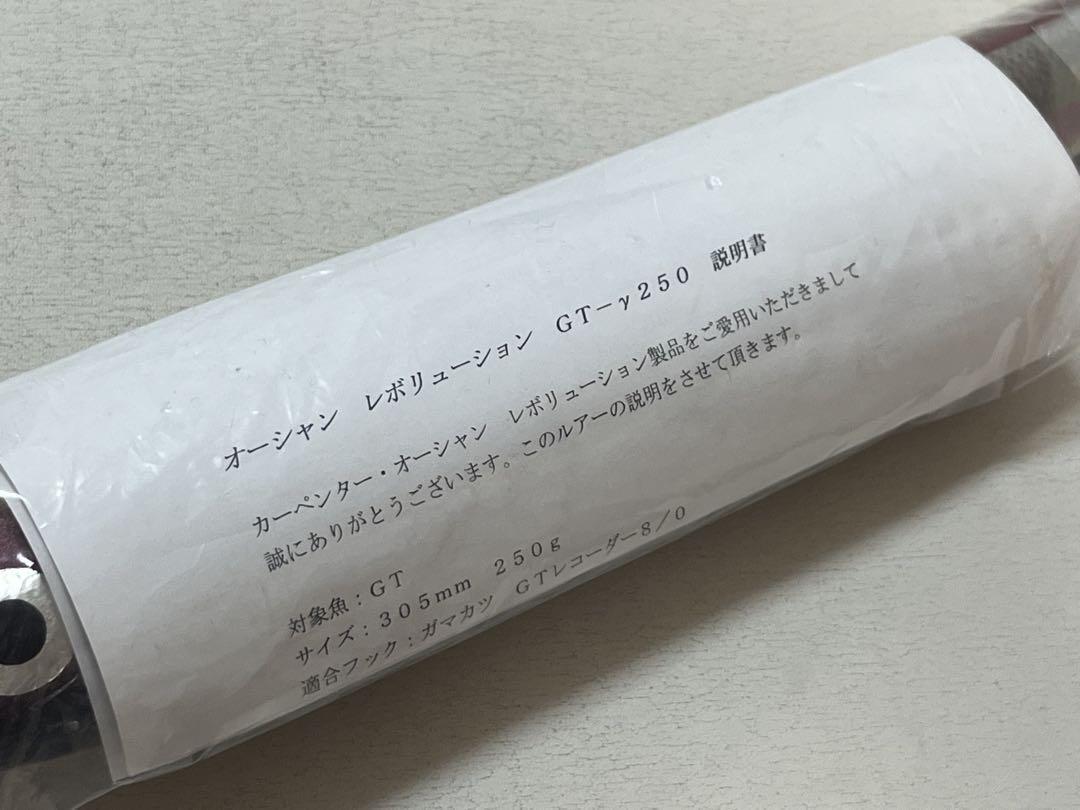 オーシャン　レボリューション　ＧＴ－γ２５０　説明書
カーペンター・オーシャン　レボリューション製品をご愛用いただきまして
誠にありがとうございます。このルアーの説明をさせて頂きます。
対象魚：ＧＴ
サイズ：３０５ｍｍ　２５０ｇ
適合フック：ガマカツ　ＧＴレコーダー８／０